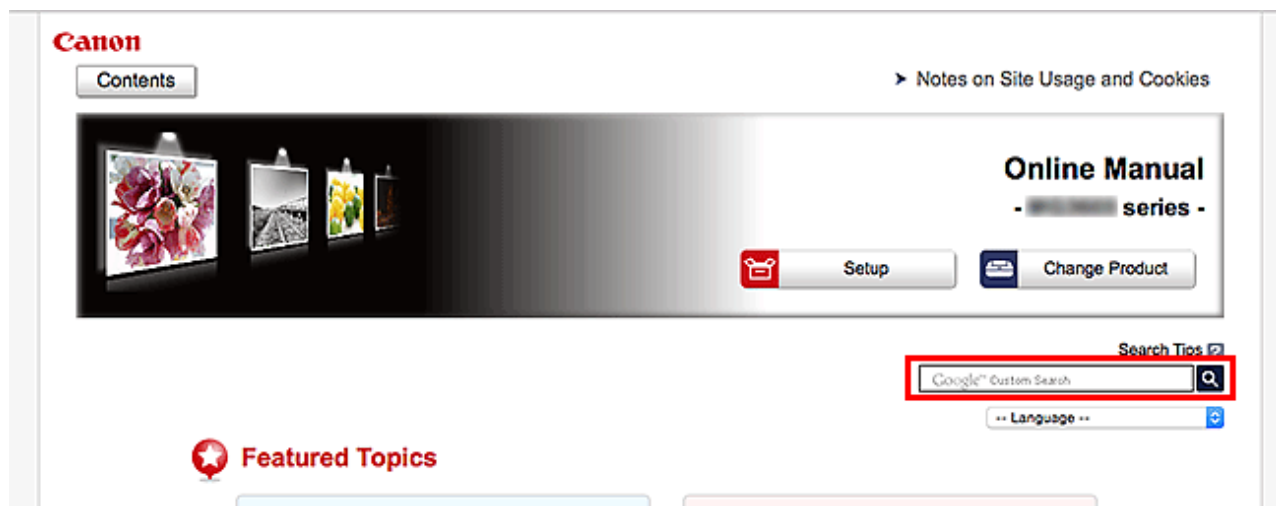 Canon
Contents
Notes on Site Usage and Cookies
Online Manual
- series -
Setup
Change Product
Search Tips
Google™ Custom Search
-- Language --
Featured Topics